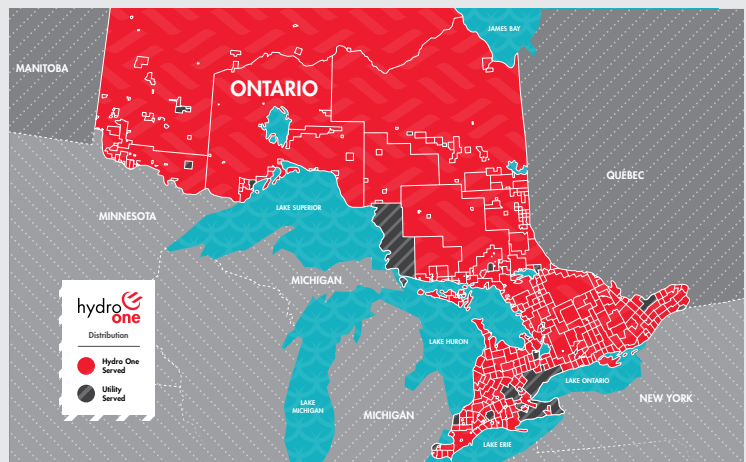 JAMES BAY
MANITOBA
ONTARIO
QUÉBEC
LAKE SUPERIOR
MINNESOTA
MICHIGAN
hydro
one
Distribution
Hydro One
Served
Utility
Served
LAKE HURON
LAKE ONTARIO
LAKE
MICHIGAN
MICHIGAN
NEW YORK
LAKE ERIE